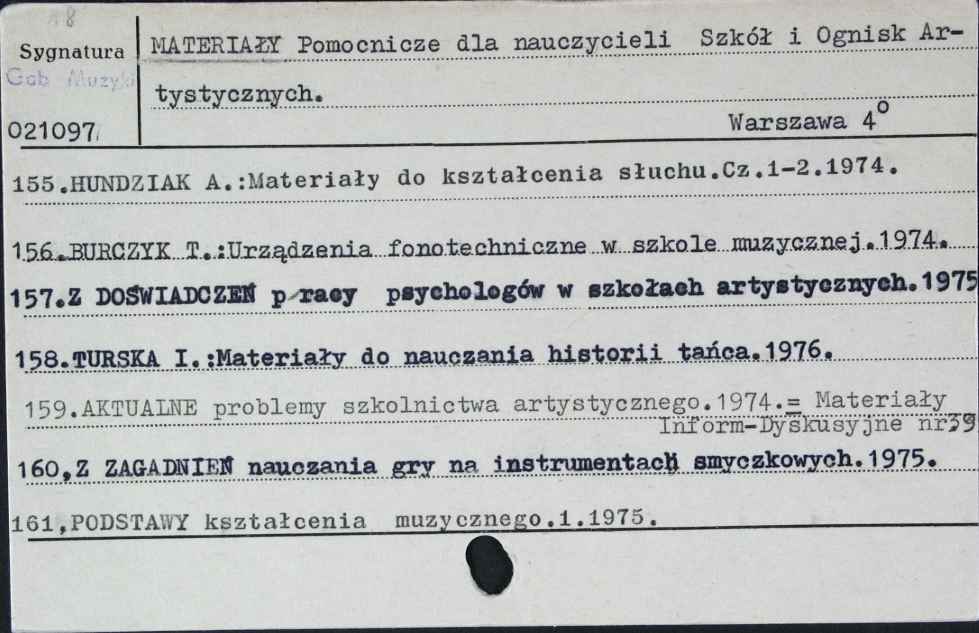 18
Sygnatura
MATERIAŁY Pomocnicze dla nauczycieli Szkół i Ognisk Ar-
Gab Muzyki
tystycznych.
021097
Warszawa 4°
155.HUNDZIAK A.:Materiały do kształcenia słuchu.Cz.1-2.1974.
156.BURCZYK T.:Urządzenia fonotechniczne w szkole muzycznej.1974.
157.Z DOŚWIADCZEŃ pracy psychologów w szkołach artystycznych.1975
158.TURSKA I.:Materiały do nauczania historii tańca.1976.
159.AKTUALNE problemy szkolnictwa artystycznego.1974.= Materiały
Inform-Dyskusyjne nr39
160,Z ZAGADNIEŃ nauczania gry na instrumentach smyczkowych.1975.
161,PODSTAWY kształcenia muzycznego.1.1975.